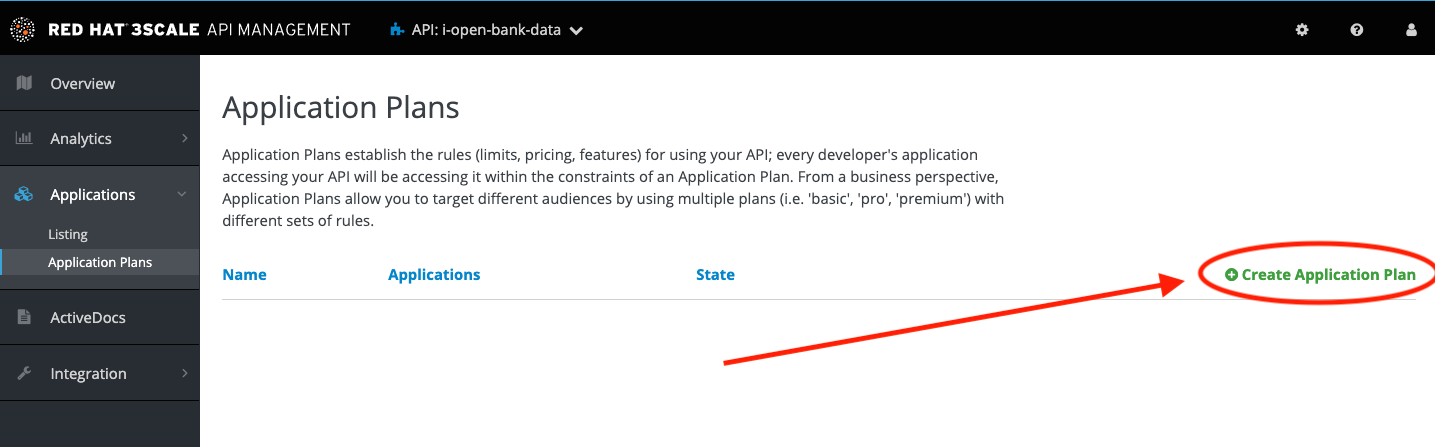 RED HAT 3SCALE API MANAGEMENT API: i-open-bank-data
Overview
Analytics
Applications
Listing
Application Plans
ActiveDocs
Integration
Application Plans
Application Plans establish the rules (limits, pricing, features) for using your API; every developer's application
accessing your API will be accessing it within the constraints of an Application Plan. From a business perspective,
Application Plans allow you to target different audiences by using multiple plans (i.e. 'basic', 'pro', 'premium') with
different sets of rules.
Name Applications State Create Application Plan